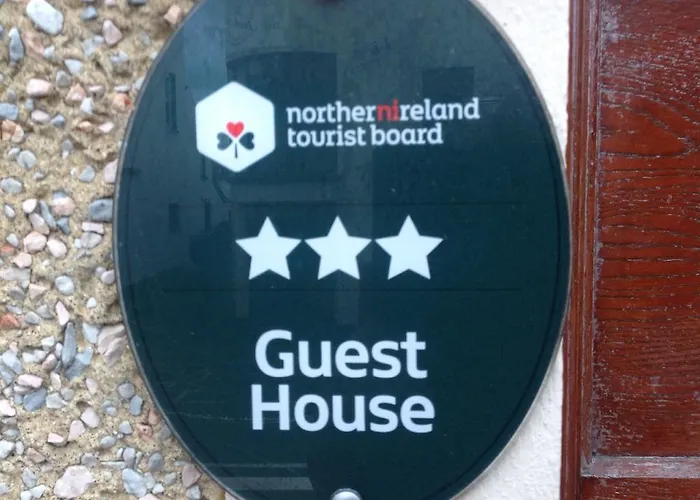 northernireland
tourist board
Guest
House